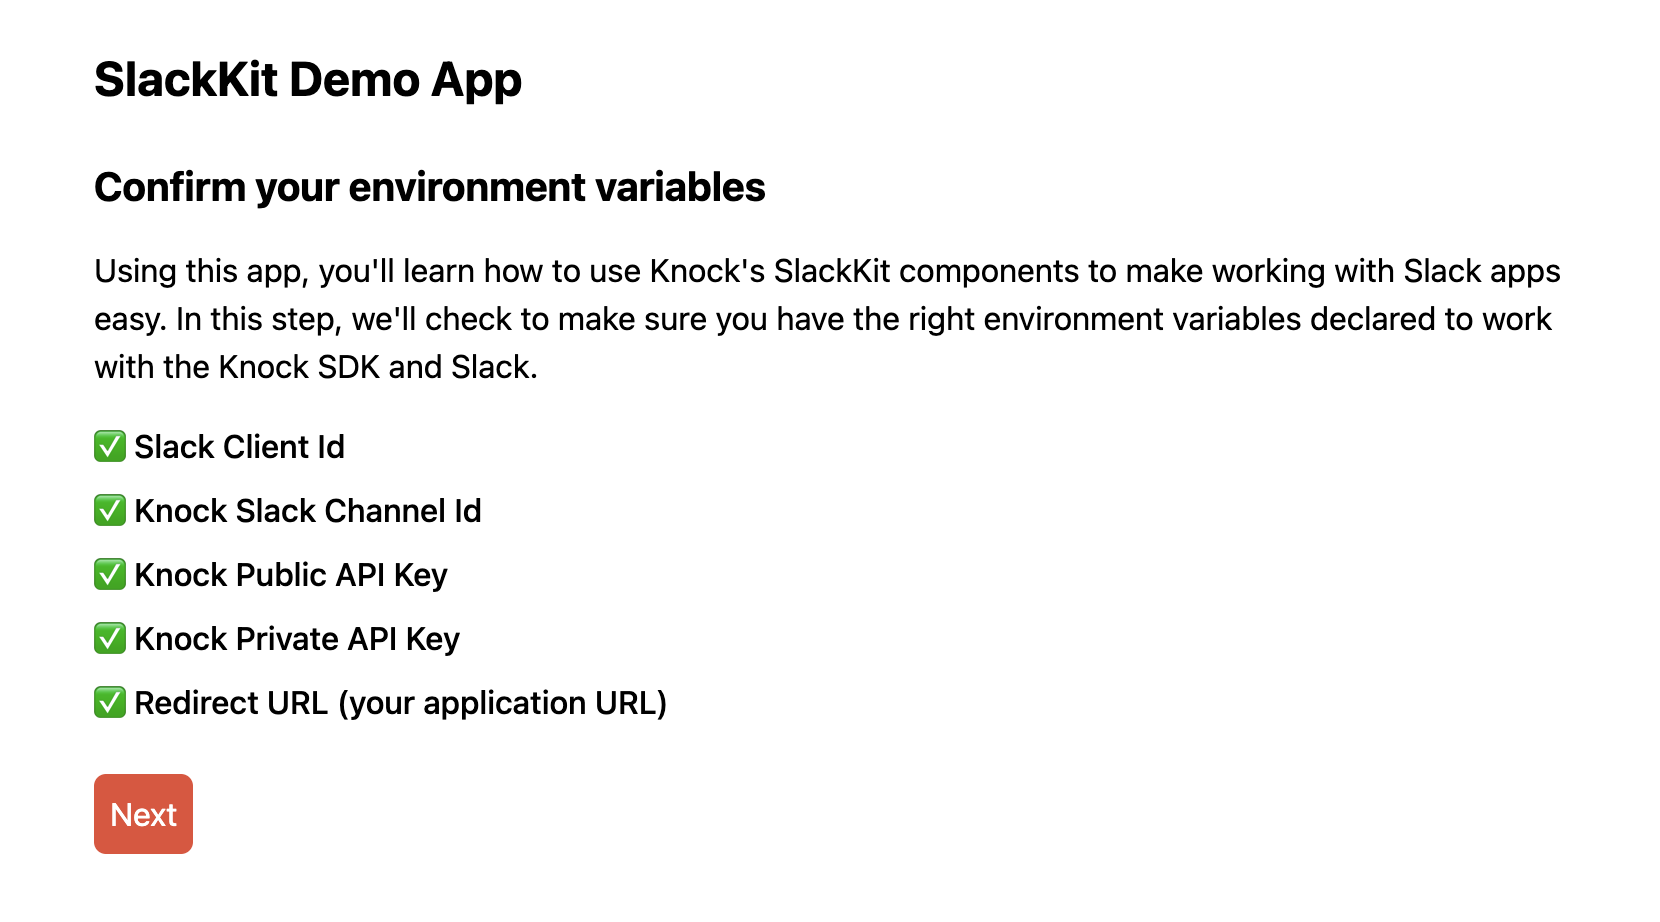 SlackKit Demo App
Confirm your environment variables
Using this app, you'll learn how to use Knock's SlackKit components to make working with Slack apps
easy. In this step, we'll check to make sure you have the right environment variables declared to work
with the Knock SDK and Slack.
✅ Slack Client Id
✅ Knock Slack Channel Id
✅ Knock Public API Key
✅ Knock Private API Key
✅ Redirect URL (your application URL)
Next